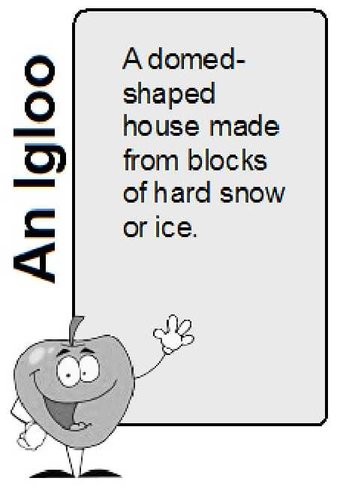 An Igloo
A domed-
shaped
house made
from blocks
of hard snow
or ice.